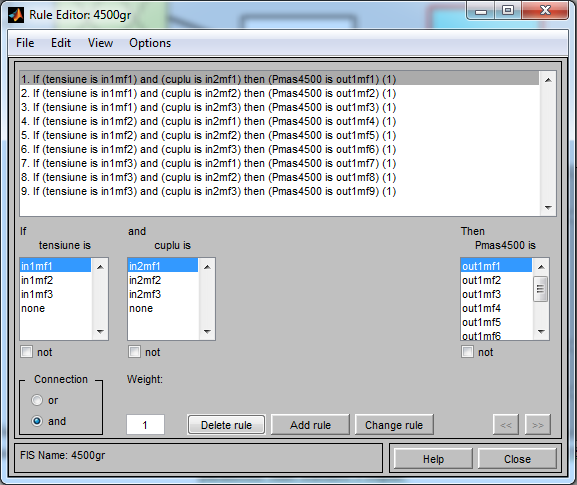 Rule Editor: 4500gr
File Edit View Options
1. If (tensiune is in1mf1) and (cuplu is in2mf1) then (Pmas4500 is out1mf1) (1)
2. If (tensiune is in1mf1) and (cuplu is in2mf2) then (Pmas4500 is out1mf2) (1)
3. If (tensiune is in1mf1) and (cuplu is in2mf3) then (Pmas4500 is out1mf3) (1)
4. If (tensiune is in1mf2) and (cuplu is in2mf1) then (Pmas4500 is out1mf4) (1)
5. If (tensiune is in1mf2) and (cuplu is in2mf2) then (Pmas4500 is out1mf5) (1)
6. If (tensiune is in1mf2) and (cuplu is in2mf3) then (Pmas4500 is out1mf6) (1)
7. If (tensiune is in1mf3) and (cuplu is in2mf1) then (Pmas4500 is out1mf7) (1)
8. If (tensiune is in1mf3) and (cuplu is in2mf2) then (Pmas4500 is out1mf8) (1)
9. If (tensiune is in1mf3) and (cuplu is in2mf3) then (Pmas4500 is out1mf9) (1)
If
tensiune is
in1mf1
in1mf2
in1mf3
none
not
and
cuplu is
in2mf1
in2mf2
in2mf3
none
not
Then
Pmas4500 is
out1mf1
out1mf2
out1mf3
out1mf4
out1mf5
out1mf6
not
Connection
or
and
Weight:
1
Delete rule
Add rule
Change rule
<<
>>
FIS Name: 4500gr
Help
Close